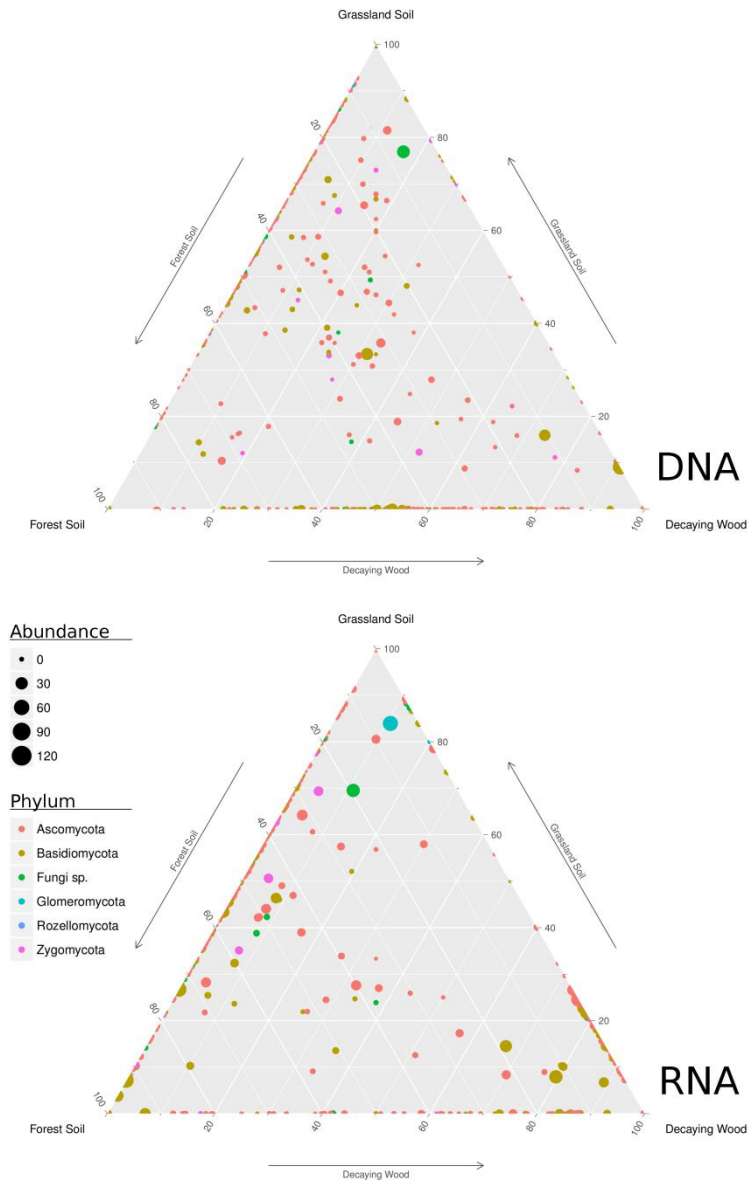 Grassland Soil
100
20
80
Forest Soil
Grassland Soil
40
60
60
40
80
20
DNA
100
Forest Soil
20
40
60
80
100
Decaying Wood
Decaying Wood
Grassland Soil
Abundance
0
30
60
90
120
Phylum
Ascomycota
Basidiomycota
Fungi sp.
Glomeromycota
Rozellomycota
Zygomycota
100
20
80
Forest Soil
Grassland Soil
40
60
60
40
80
20
RNA
100
Forest Soil
20
40
60
80
100
Decaying Wood
Decaying Wood